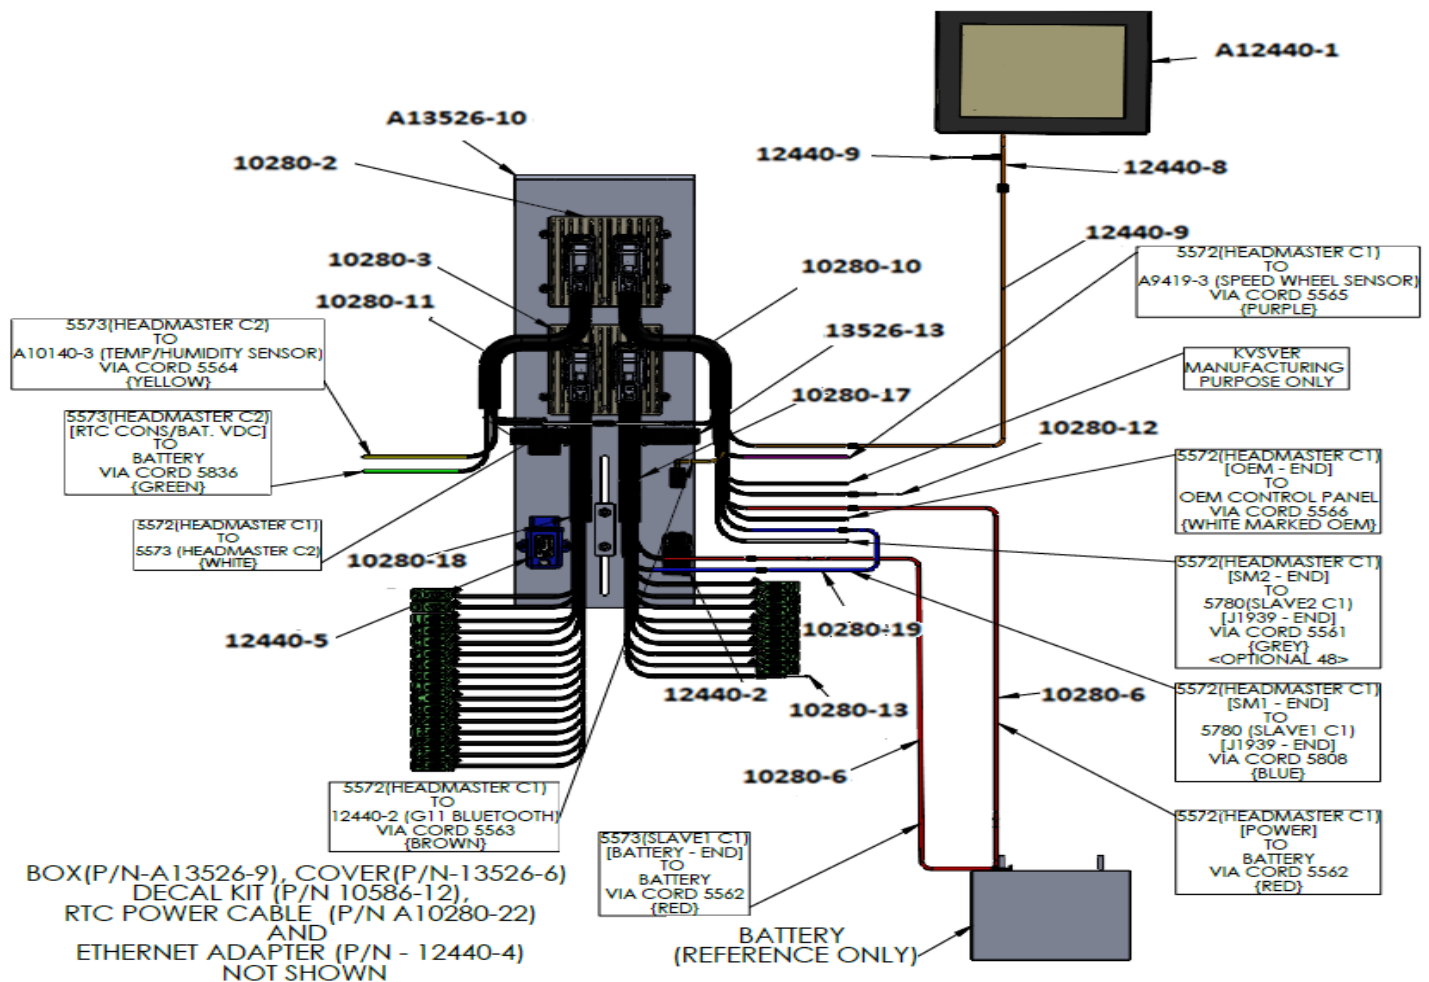 A12440-1
A13526-10
12440-9
10280-2
12440-8
12440-9
10280-3
10280-10
5572(HEADMASTER C1)
TO
A9419-3 (SPEED WHEEL SENSOR)
VIA CORD 5565
{PURPLE}
10280-11
13526-13
5573(HEADMASTER C2)
TO
A10140-3 (TEMP/HUMIDITY SENSOR)
VIA CORD 5564
{YELLOW}
KVSVER
MANUFACTURING
PURPOSE ONLY
10280-17
5573(HEADMASTER C2)
[RTC CONS/BAT. VDC]
TO
BATTERY
VIA CORD 5836
{GREEN}
10280-12
5572(HEADMASTER C1)
[OEM - END]
TO
OEM CONTROL PANEL
VIA CORD 5566
{WHITE MARKED OEM}
5572(HEADMASTER C1)
TO
5573 (HEADMASTER C2)
{WHITE}
10280-18
5572(HEADMASTER C1)
[SM2 - END]
TO
5780(SLAVE2 C1)
[J1939 - END]
VIA CORD 5561
{GREY}
<OPTIONAL 48>
12440-5
10280-19
12440-2
10280-13
10280-6
5572(HEADMASTER C1)
[SM1 - END]
TO
5780 (SLAVE1 C1)
[J1939 - END]
VIA CORD 5808
{BLUE}
10280-6
5572(HEADMASTER C1)
TO
12440-2 (G11 BLUETOOTH)
VIA CORD 5563
{BROWN}
5573(SLAVE1 C1)
[BATTERY - END]
TO
BATTERY
VIA CORD 5562
{RED}
5572(HEADMASTER C1)
[POWER]
TO
BATTERY
VIA CORD 5562
{RED}
BOX(P/N-A13526-9), COVER(P/N-13526-6)
DECAL KIT (P/N 10586-12),
RTC POWER CABLE (P/N A10280-22)
AND
ETHERNET ADAPTER (P/N - 12440-4)
NOT SHOWN
BATTERY
(REFERENCE ONLY)